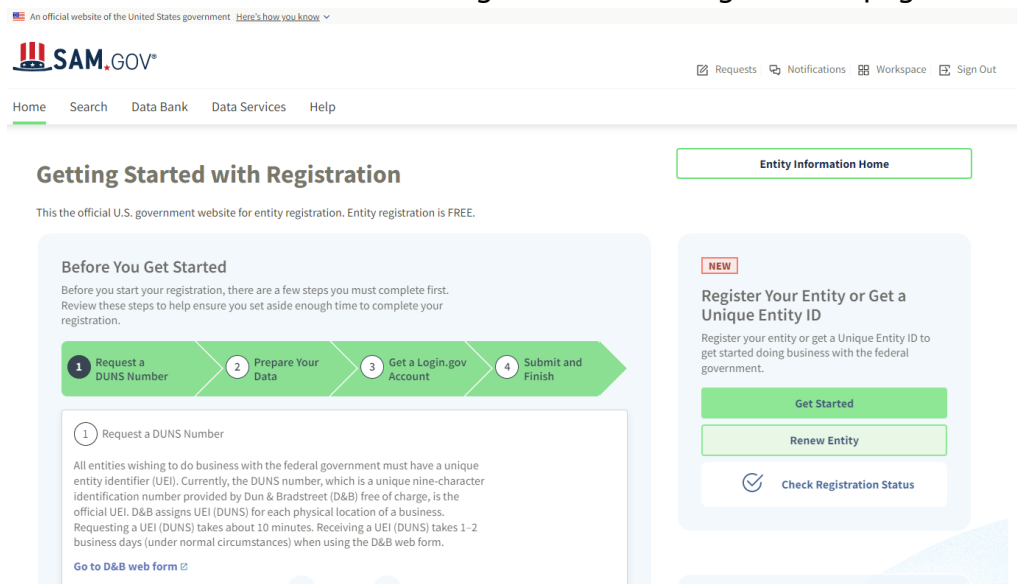 An official website of the United States government Here's how you know
SAM.GOV®
Requests Notifications Workspace Sign Out
Home Search Data Bank Data Services Help
Getting Started with Registration
Entity Information Home
This the official U.S. government website for entity registration. Entity registration is FREE.
Before You Get Started
Before you start your registration, there are a few steps you must complete first.
Review these steps to help ensure you set aside enough time to complete your
registration.
1 Request a
DUNS Number
2 Prepare Your
Data
3 Get a Login.gov
Account
4 Submit and
Finish
1 Request a DUNS Number
All entities wishing to do business with the federal government must have a unique
entity identifier (UEI). Currently, the DUNS number, which is a unique nine-character
identification number provided by Dun & Bradstreet (D&B) free of charge, is the
official UEI. D&B assigns UEI (DUNS) for each physical location of a business.
Requesting a UEI (DUNS) takes about 10 minutes. Receiving a UEI (DUNS) takes 1–2
business days (under normal circumstances) when using the D&B web form.
Go to D&B web form
NEW
Register Your Entity or Get a
Unique Entity ID
Register your entity or get a Unique Entity ID to
get started doing business with the federal
government.
Get Started
Renew Entity
Check Registration Status